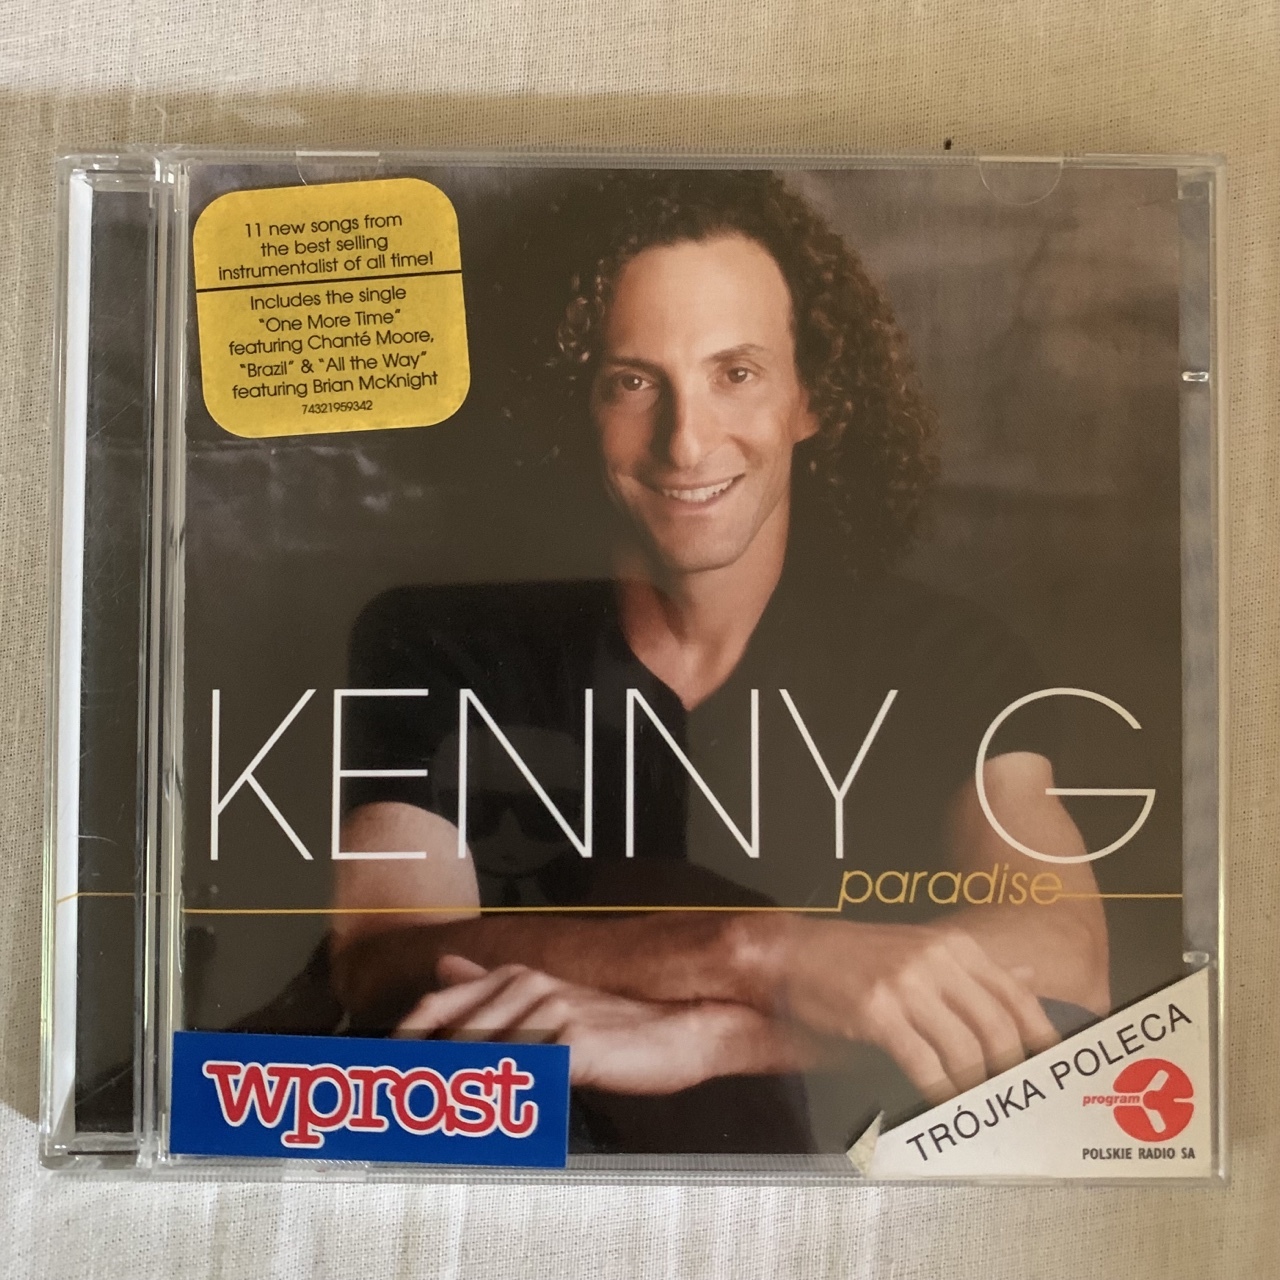 11 new songs from
the best selling
instrumentalist of all time!
Includes the single
"One More Time"
featuring Chanté Moore,
"Brazil" & "All the Way"
featuring Brian McKnight
74321959342
KENNY G
paradise
wprost
TRÓJKA POLECA
program
POLSKIE RADIO SA